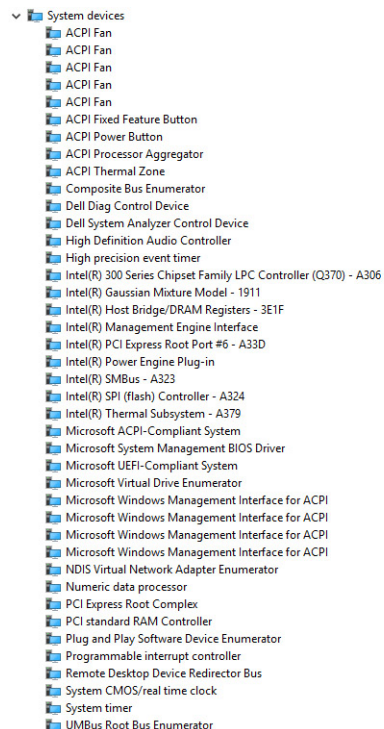 System devices
ACPI Fan
ACPI Fan
ACPI Fan
ACPI Fan
ACPI Fan
ACPI Fixed Feature Button
ACPI Power Button
ACPI Processor Aggregator
ACPI Thermal Zone
Composite Bus Enumerator
Dell Diag Control Device
Dell System Analyzer Control Device
High Definition Audio Controller
High precision event timer
Intel(R) 300 Series Chipset Family LPC Controller (Q370) - A306
Intel(R) Gaussian Mixture Model - 1911
Intel(R) Host Bridge/DRAM Registers - 3E1F
Intel(R) Management Engine Interface
Intel(R) PCI Express Root Port #6 - A33D
Intel(R) Power Engine Plug-in
Intel(R) SMBus - A323
Intel(R) SPI (flash) Controller - A324
Intel(R) Thermal Subsystem - A379
Microsoft ACPI-Compliant System
Microsoft System Management BIOS Driver
Microsoft UEFI-Compliant System
Microsoft Virtual Drive Enumerator
Microsoft Windows Management Interface for ACPI
Microsoft Windows Management Interface for ACPI
Microsoft Windows Management Interface for ACPI
Microsoft Windows Management Interface for ACPI
NDIS Virtual Network Adapter Enumerator
Numeric data processor
PCI Express Root Complex
PCI standard RAM Controller
Plug and Play Software Device Enumerator
Programmable interrupt controller
Remote Desktop Device Redirector Bus
System CMOS/real time clock
System timer
UMBus Root Bus Enumerator